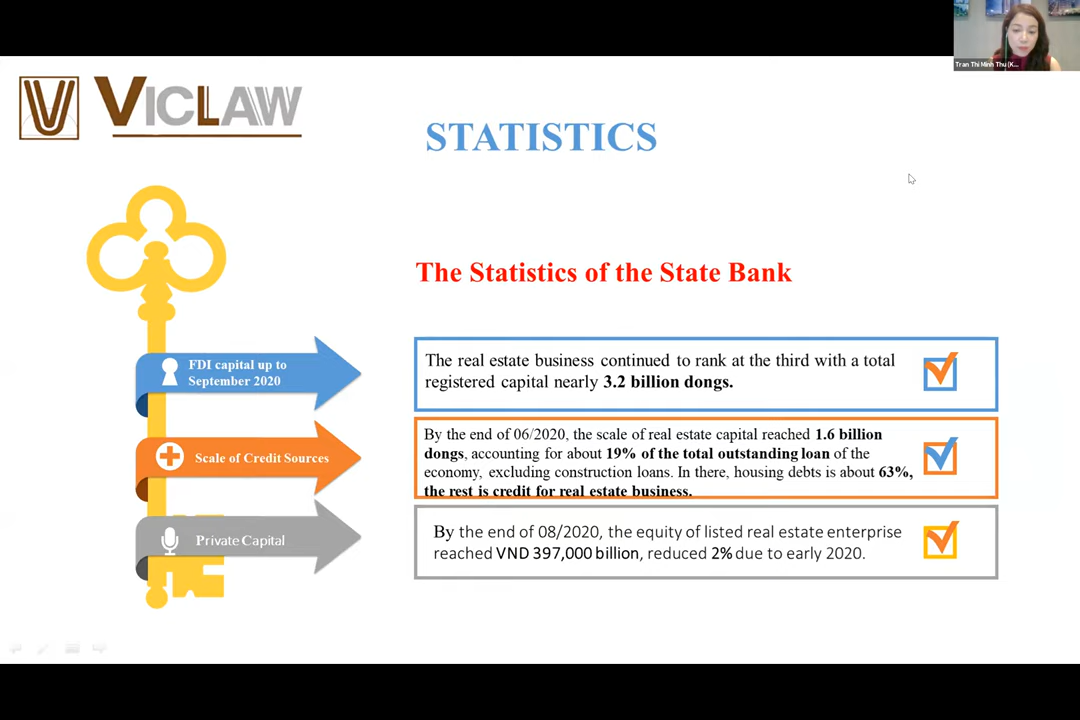 Tran Thi Minh Thu (K...
VICLAW
STATISTICS
The Statistics of the State Bank
FDI capital up to
September 2020
The real estate business continued to rank at the third with a total
registered capital nearly 3.2 billion dongs.
Scale of Credit Sources
By the end of 06/2020, the scale of real estate capital reached 1.6 billion
dongs, accounting for about 19% of the total outstanding loan of the
economy, excluding construction loans. In there, housing debts is about 63%,
the rest is credit for real estate business.
Private Capital
By the end of 08/2020, the equity of listed real estate enterprise
reached VND 397,000 billion, reduced 2% due to early 2020.